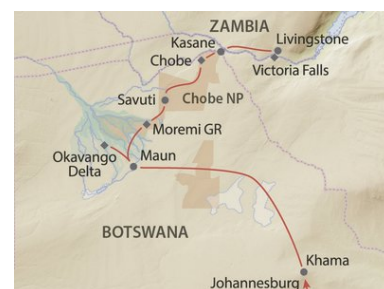 ZAMBIA
Kasane
Livingstone
Chobe
Victoria Falls
Savuti
Chobe NP
Moremi GR
Okavango
Delta
Maun
BOTSWANA
Khama
Johannesburg